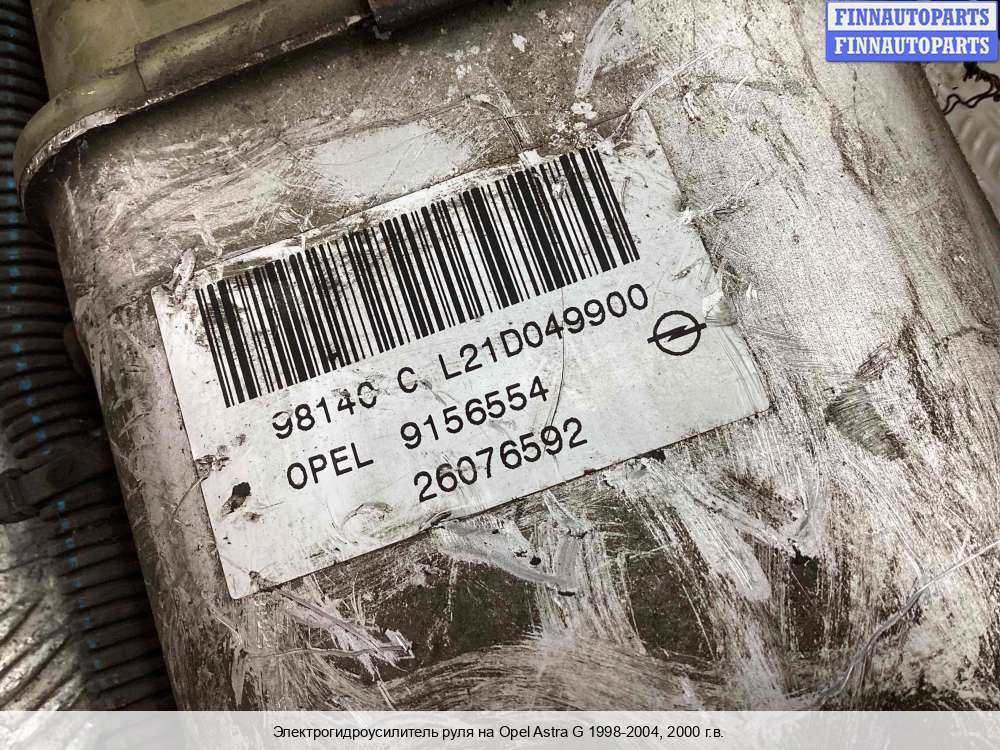 FINNAUTOPARTS
FINNAUTOPARTS
98140 C L21D049900
OPEL 9156554
26076592
Электрогидроусилитель руля на Opel Astra G 1998-2004, 2000 г.в.